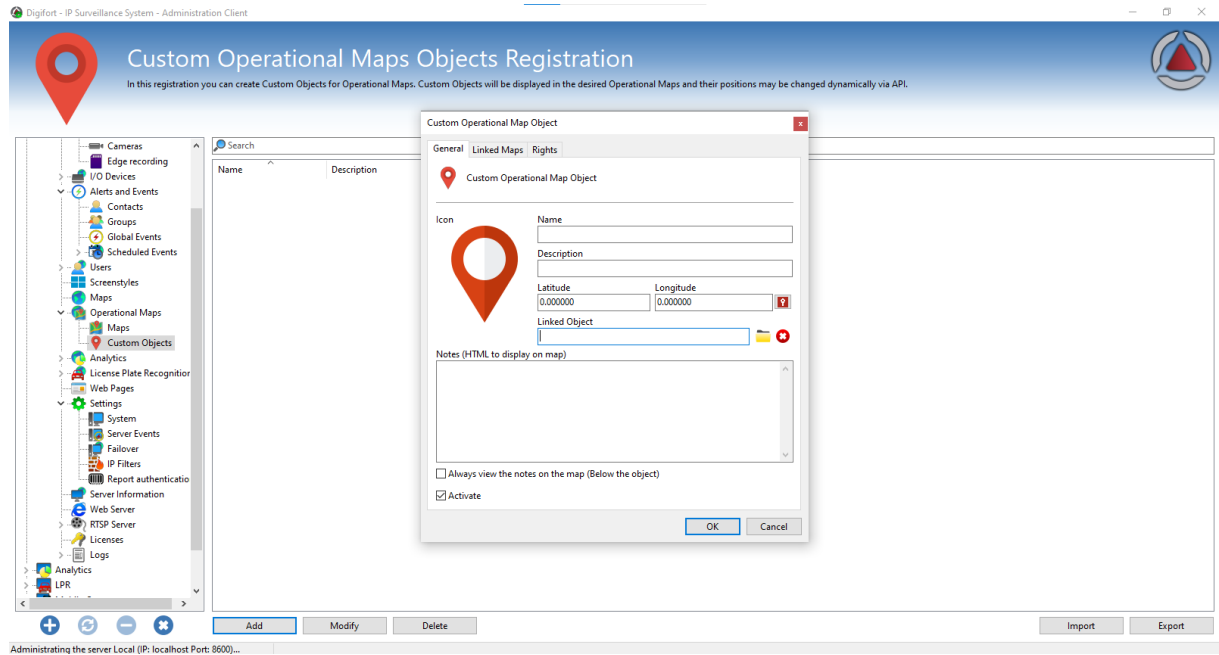 Digifort - IP Surveillance System - Administration Client
Custom Operational Maps Objects Registration
In this registration you can create Custom Objects for Operational Maps. Custom Objects will be displayed in the desired Operational Maps and their positions may be changed dynamically via API.
Cameras
Edge recording
I/O Devices
Alerts and Events
Contacts
Groups
Global Events
Scheduled Events
Users
Screenstyles
Maps
Operational Maps
Maps
Custom Objects
Analytics
License Plate Recognition
Web Pages
Settings
System
Server Events
Failover
IP Filters
Report authenticatio
Server Information
Web Server
RTSP Server
Licenses
Logs
Analytics
LPR
Search
Name Description
Custom Operational Map Object
x
General Linked Maps Rights
Custom Operational Map Object
Icon
Name
Description
Latitude Longitude
0.000000 0.000000
Linked Object
Notes (HTML to display on map)
Always view the notes on the map (Below the object)
Activate
OK Cancel
Add Modify Delete Import Export
Administrating the server Local (IP: localhost Port: 8600)...